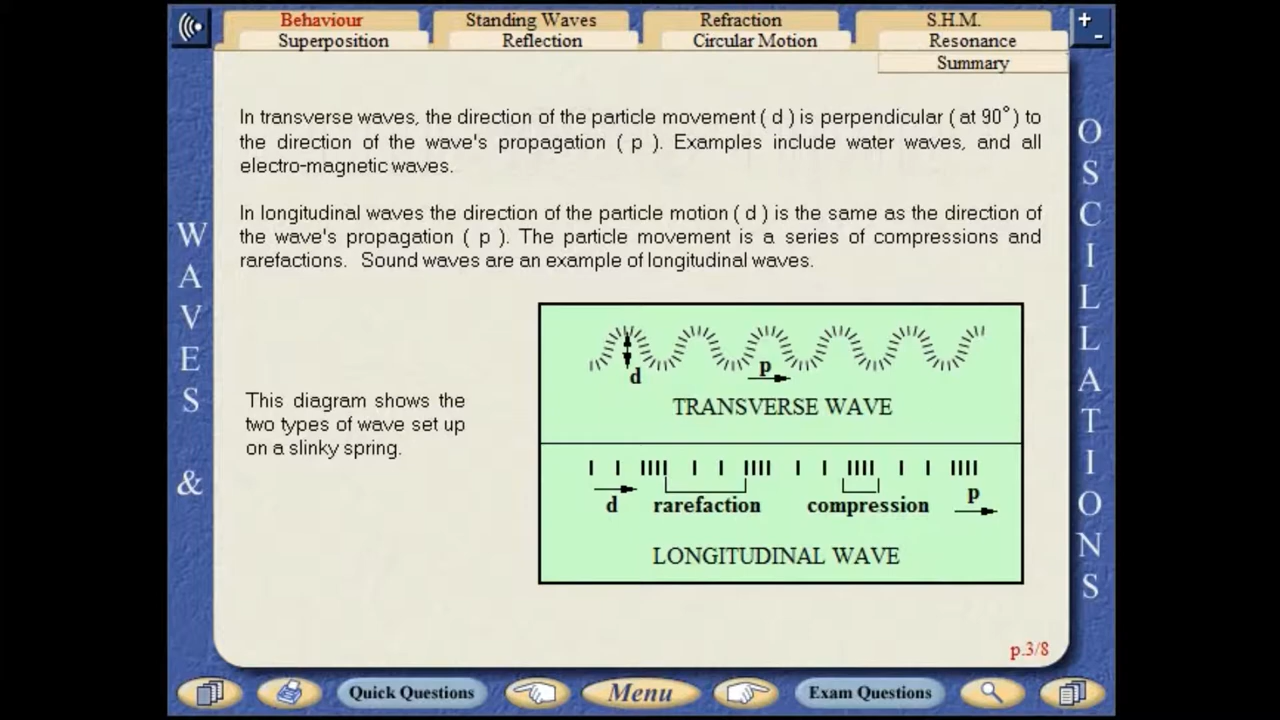 Behaviour
Standing Waves
Refraction
S.H.M.
+
-
Superposition
Reflection
Circular Motion
Resonance
Summary
In transverse waves, the direction of the particle movement ( d ) is perpendicular ( at 90° ) to
the direction of the wave's propagation ( p ). Examples include water waves, and all
electro-magnetic waves.
In longitudinal waves the direction of the particle motion ( d ) is the same as the direction of
the wave's propagation ( p ). The particle movement is a series of compressions and
rarefactions. Sound waves are an example of longitudinal waves.
This diagram shows the
two types of wave set up
on a slinky spring.
d
p
TRANSVERSE WAVE
d
rarefaction
compression
p
LONGITUDINAL WAVE
WAVES &
OSCILLATIONS
p.3/8
Quick Questions
Menu
Exam Questions